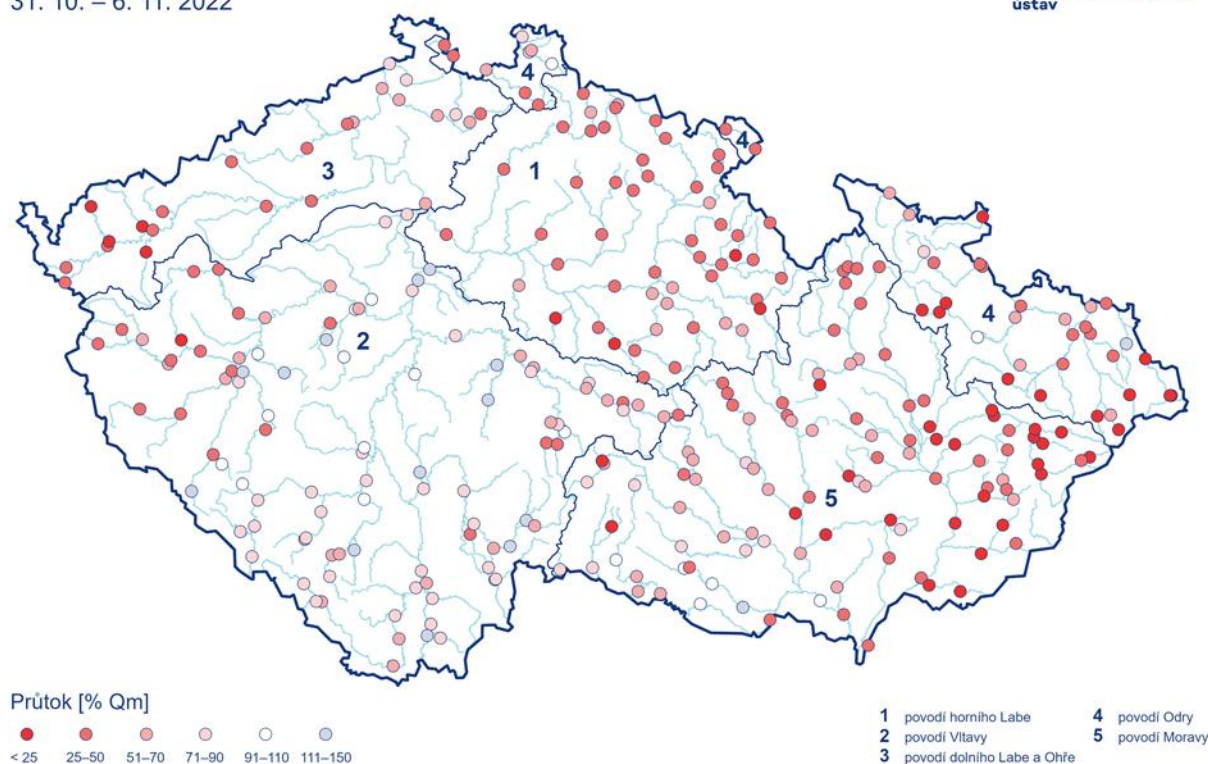 31. 10. – 6. 11. 2022
ústav
4
4
3
1
2
4
5
Průtok [% Qm]
< 25 25–50 51–70 71–90 91–110 111–150
1 povodí horního Labe
2 povodí Vltavy
3 povodí dolního Labe a Ohře
4 povodí Odry
5 povodí Moravy